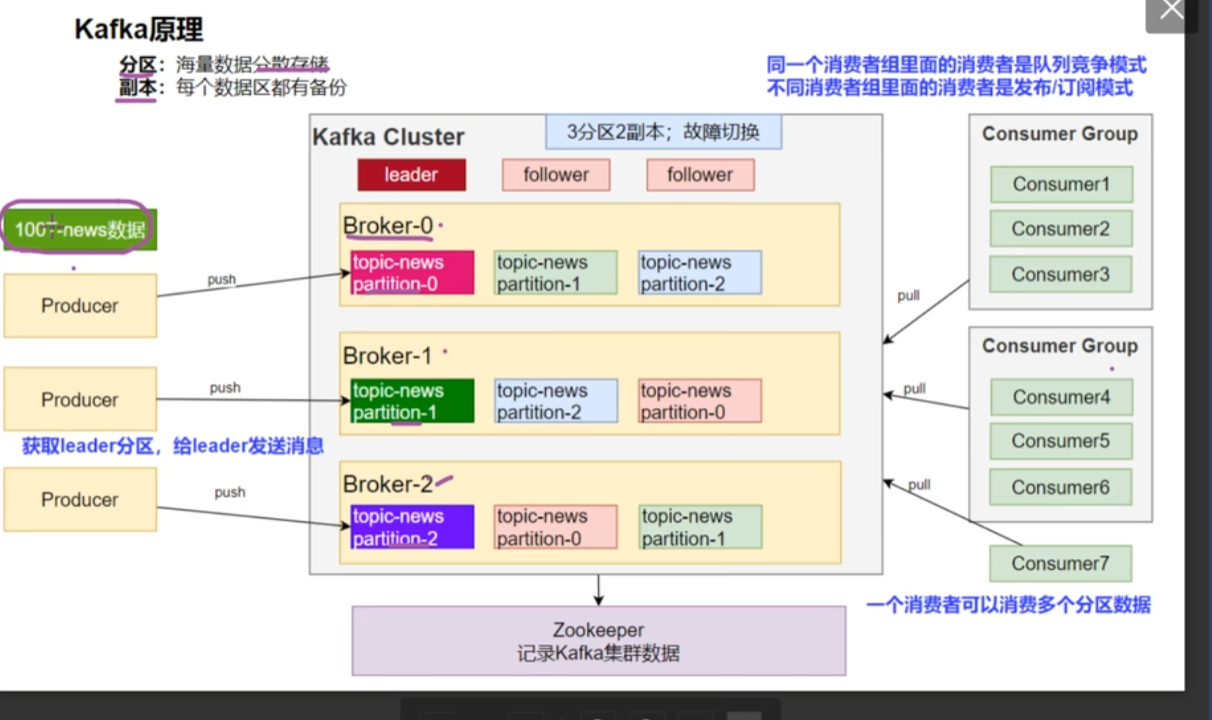 Kafka原理
分区：海量数据分散存储
副本：每个数据区都有备份
同一个消费者组里面的消费者是队列竞争模式
不同消费者组里面的消费者是发布/订阅模式
Kafka Cluster
3分区2副本；故障切换
leader
follower
follower
-news数据
Producer
push
Producer
push
获取leader分区，给leader发送消息
Producer
push
Broker-0
topic-news
partition-0
topic-news
partition-1
topic-news
partition-2
Broker-1
topic-news
partition-1
topic-news
partition-2
topic-news
partition-0
Broker-2
topic-news
partition-2
topic-news
partition-0
topic-news
partition-1
Zookeeper
记录Kafka集群数据
Consumer Group
Consumer1
Consumer2
Consumer3
pull
Consumer Group
Consumer4
Consumer5
Consumer6
pull
pull
Consumer7
一个消费者可以消费多个分区数据